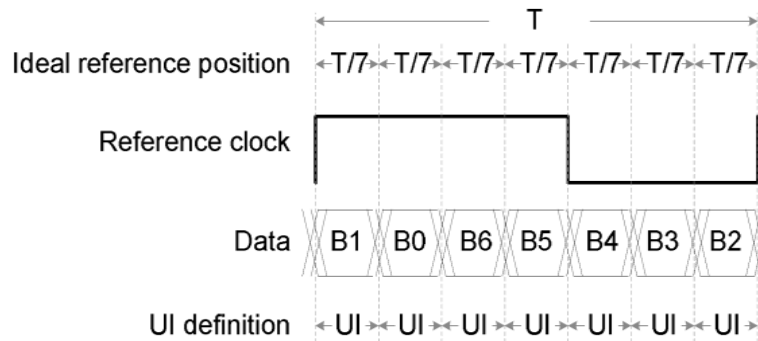 T
Ideal reference position T/7 T/7 T/7 T/7 T/7 T/7 T/7
Reference clock
Data B1 B0 B6 B5 B4 B3 B2
UI definition UI UI UI UI UI UI UI